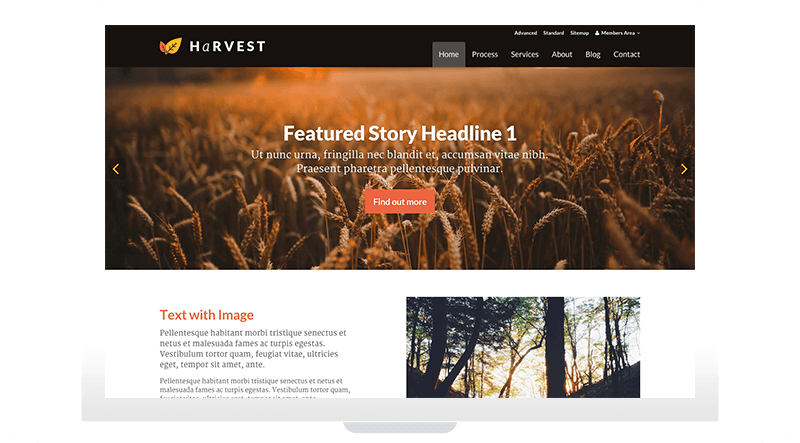 Advanced Standard Sitemap Members Area
HaRVEST
Home Process Services About Blog Contact
Featured Story Headline 1
Ut nunc urna, fringilla nec blandit et, accumsan vitae nibh.
Praesent pharetra pellentesque pulvinar.
Find out more
Text with Image
Pellentesque habitant morbi tristique senectus et
netus et malesuada fames ac turpis egestas.
Vestibulum tortor quam, feugiat vitae, ultricies
eget, tempor sit amet, ante.
Pellentesque habitant morbi tristique senectus et netus et
malesuada fames ac turpis egestas. Vestibulum tortor quam,